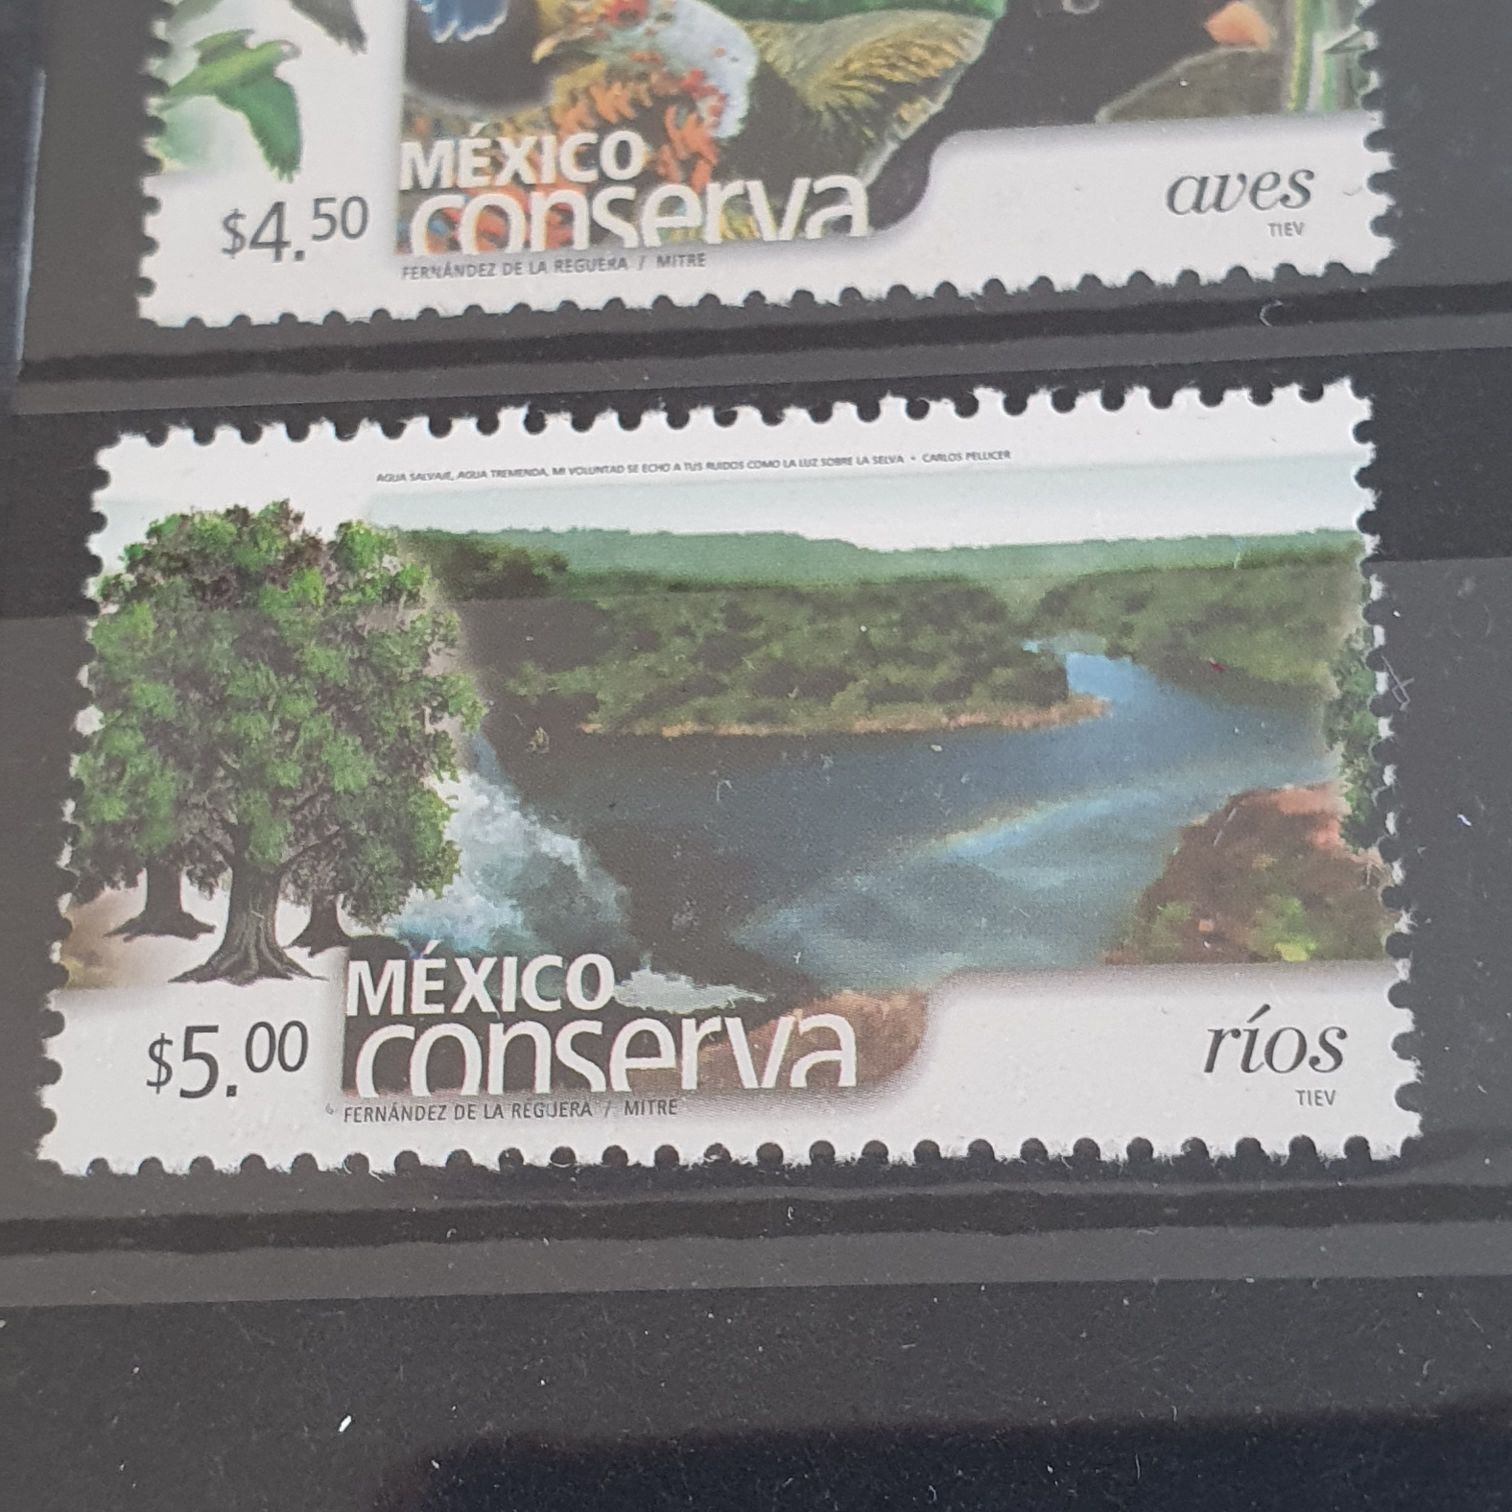 MÉXICO
conserva
$4.50
aves
TIEV
FERNÁNDEZ DE LA REGUERA / MITRE
AGUA SALVAJE, AGUA TREMENDA, MI VOLUNTAD SE ECHO A TUS RUIDOS COMO LA LUZ SOBRE LA SELVA • CARLOS PELLICER
MÉXICO
conserva
$5.00
ríos
TIEV
FERNÁNDEZ DE LA REGUERA / MITRE